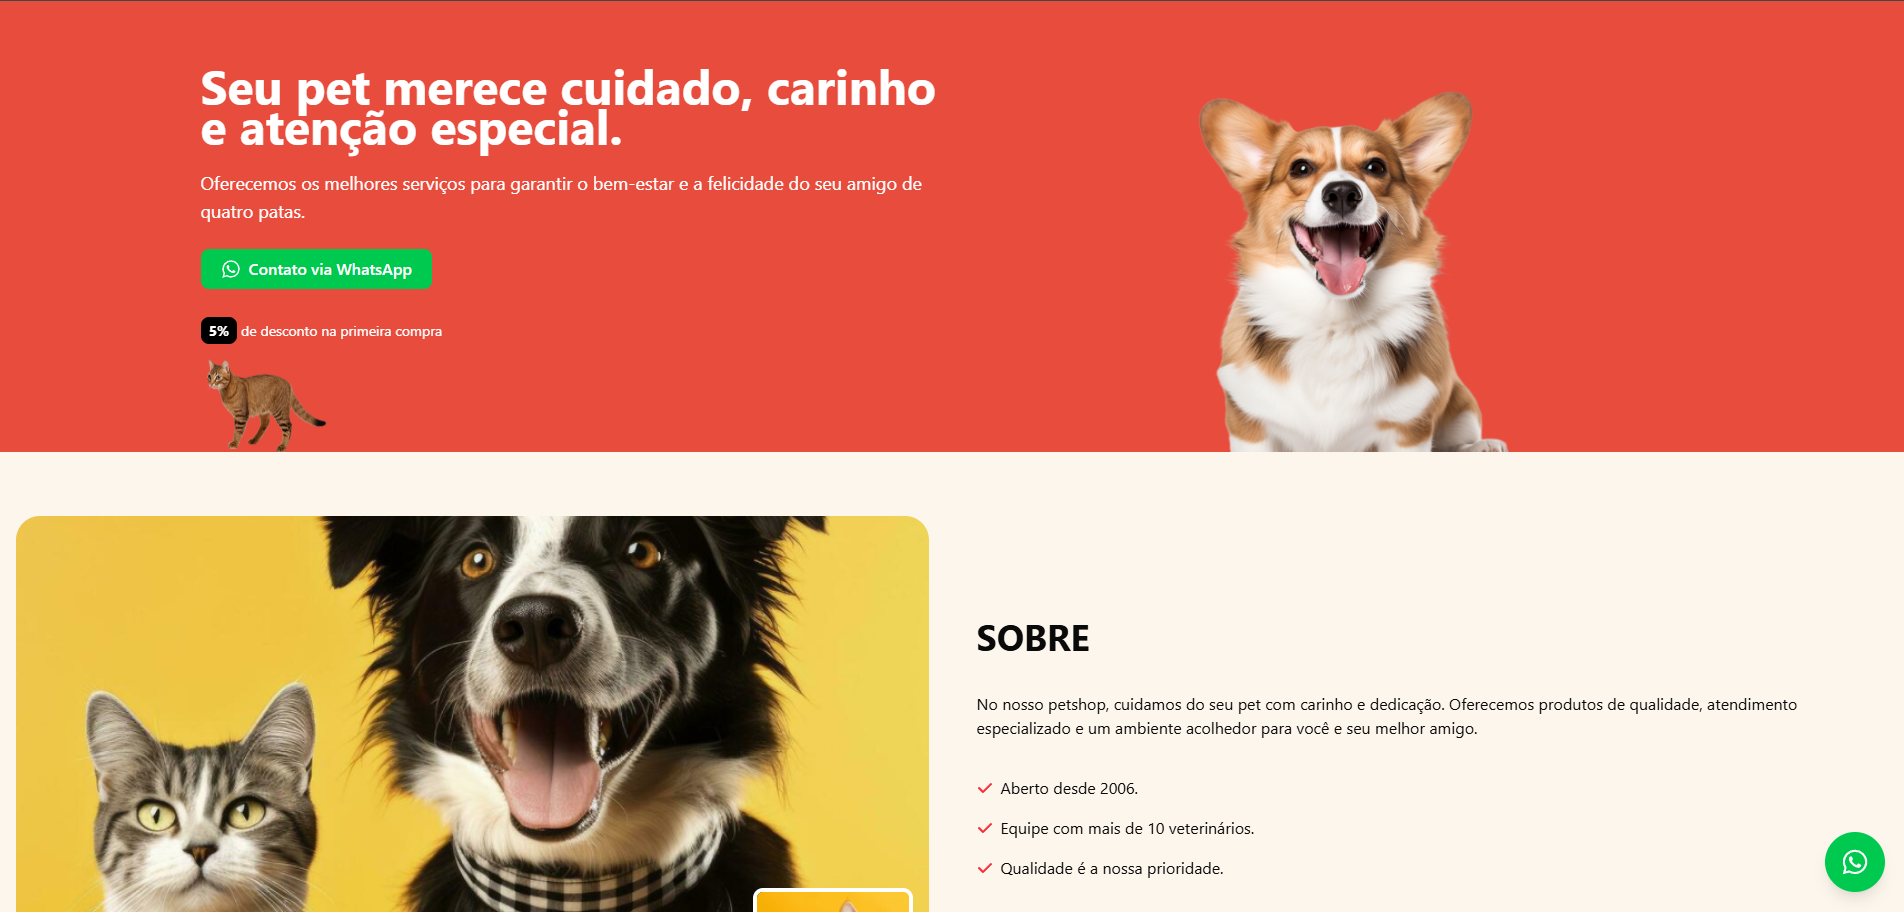 Seu pet merece cuidado, carinho
e atenção especial.
Oferecemos os melhores serviços para garantir o bem-estar e a felicidade do seu amigo de
quatro patas.
Contato via WhatsApp
5% de desconto na primeira compra
SOBRE
No nosso petshop, cuidamos do seu pet com carinho e dedicação. Oferecemos produtos de qualidade, atendimento
especializado e um ambiente acolhedor para você e seu melhor amigo.
Aberto desde 2006.
Equipe com mais de 10 veterinários.
Qualidade é a nossa prioridade.